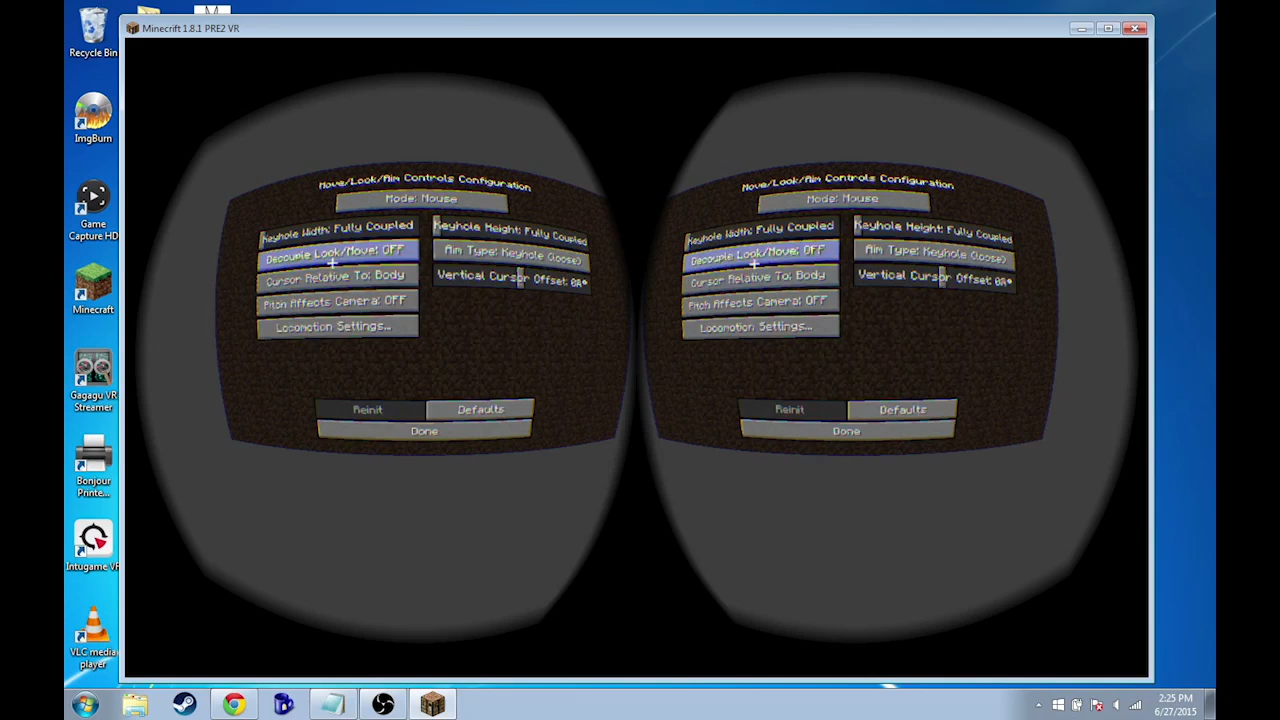 Minecrift 1.8.1 PRE2 VR
Recycle Bin
ImgBurn
Game
Capture HD
Minecraft
Gagagu VR
Streamer
Bonjour
Printe...
Intugame VR
VLC media
player
Move/Look/Aim Controls Configuration
Mode: Mouse
Keyhole Width: Fully Coupled
Keyhole Height: Fully Coupled
Decouple Look/Move: OFF
Aim Type: Keyhole (loose)
Cursor Relative To: Body
Vertical Cursor Offset:
Pitch Affects Camera: OFF
Locomotion Settings...
Reinit
Defaults
Done
Move/Look/Aim Controls Configuration
Mode: Mouse
Keyhole Width: Fully Coupled
Keyhole Height: Fully Coupled
Decouple Look/Move: OFF
Aim Type: Keyhole (loose)
Cursor Relative To: Body
Vertical Cursor Offset:
Pitch Affects Camera: OFF
Locomotion Settings...
Reinit
Defaults
Done
2:25 PM
6/27/2015